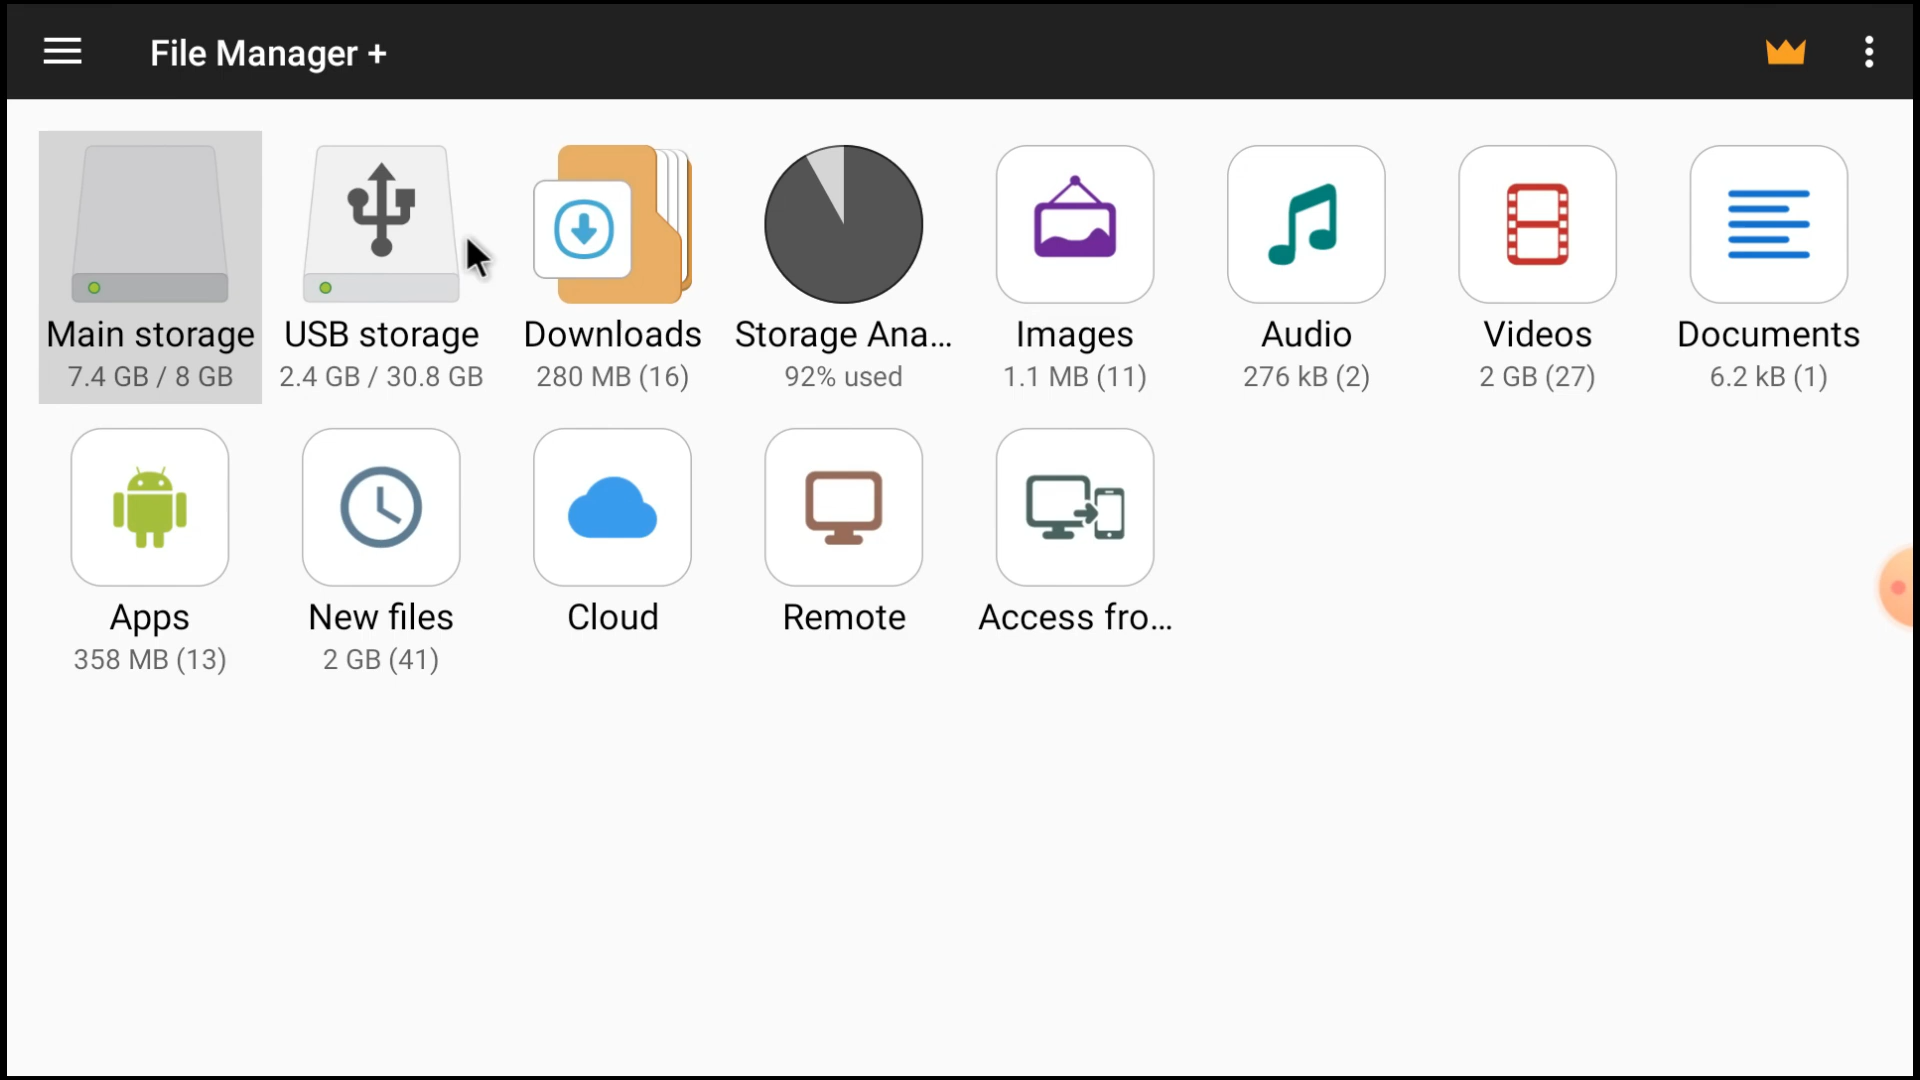 File Manager +
Main storage
7.4 GB / 8 GB
USB storage
2.4 GB / 30.8 GB
Downloads
280 MB (16)
Storage Ana...
92% used
Images
1.1 MB (11)
Audio
276 kB (2)
Videos
2 GB (27)
Documents
6.2 kB (1)
Apps
358 MB (13)
New files
2 GB (41)
Cloud
Remote
Access fro...